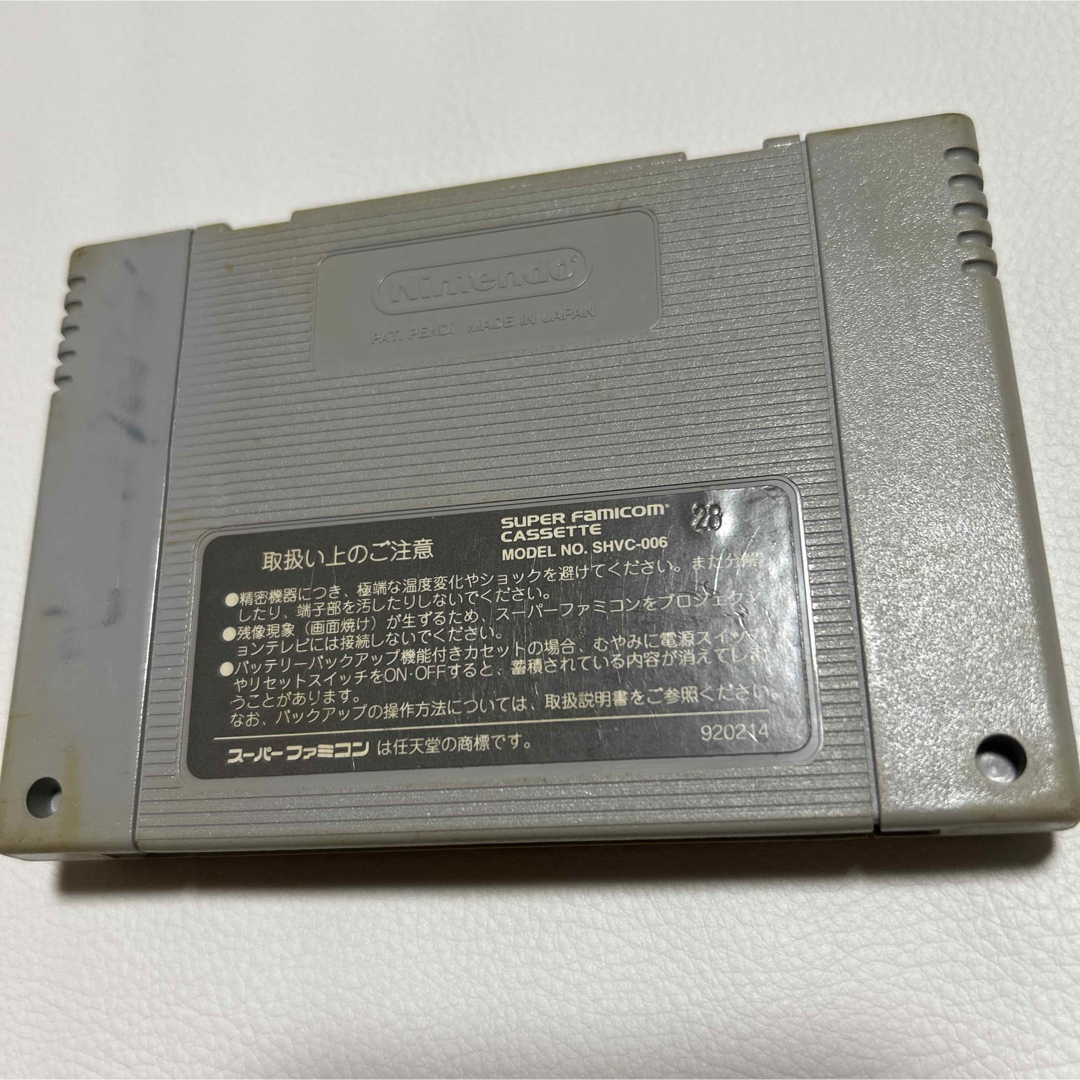 Nintendo®
PAT. PEND. MADE IN JAPAN
取扱い上のご注意
SUPER Famicom®
CASSETTE
MODEL NO. SHVC-006
28
●精密機器につき、極端な温度変化やショックを避けてください。また分解
したり、端子部を汚したりしないでください。
●残像現象（画面焼け）が生ずるため、スーパーファミコンをプロジェクシ
ョンテレビには接続しないでください。
●バッテリーバックアップ機能付きカセットの場合、むやみに電源スイッチ
やリセットスイッチをON・OFFすると、蓄積されている内容が消えてしま
うことがあります。
なお、バックアップの操作方法については、取扱説明書をご参照ください。
スーパーファミコン は任天堂の商標です。
920214